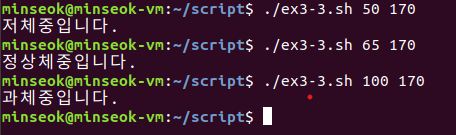 minseok@minseok-vm:~/script$ ./ex3-3.sh 50 170
저체중입니다.
minseok@minseok-vm:~/script$ ./ex3-3.sh 65 170
정상체중입니다.
minseok@minseok-vm:~/script$ ./ex3-3.sh 100 170
과체중입니다.
minseok@minseok-vm:~/script$